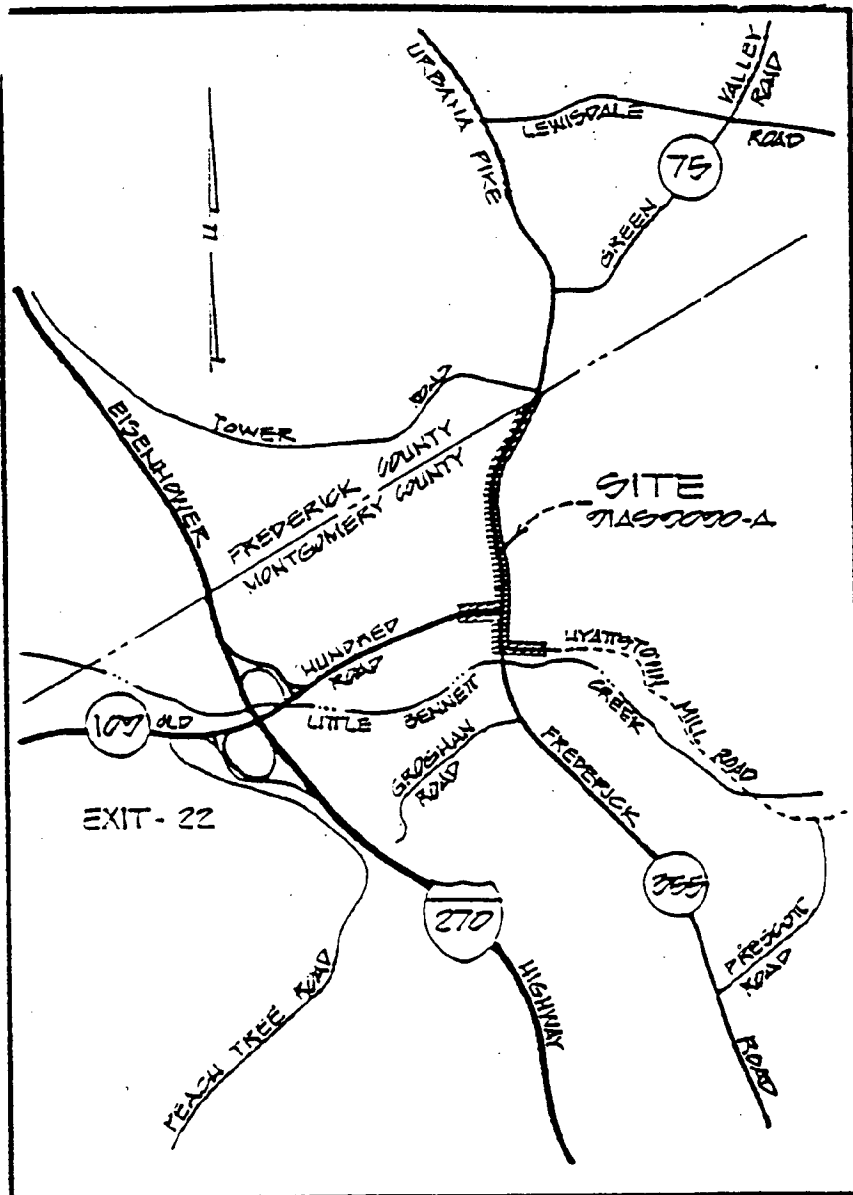 URBANA PIKE
LEWISDALE ROAD
GREEN VALLEY ROAD
75
n
EISENHOWER
TOWER ROAD
FREDERICK COUNTY
MONTGOMERY COUNTY
SITE
HUNDRED ROAD
HYATTSTOWN MILL ROAD
109 OLD
LITTLE BENNETT CREEK
GROSHAN ROAD
FREDERICK
EXIT - 22
355
270
PRESCOTT ROAD
HIGHWAY
ROAD
PEACH TREE ROAD